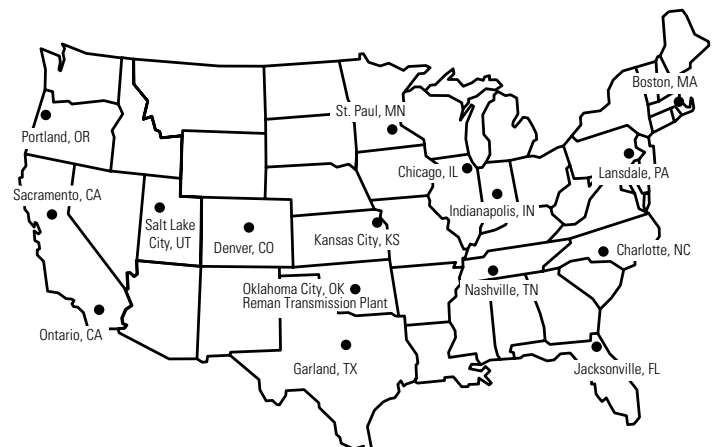 Boston, MA
St. Paul, MN
Portland, OR
Chicago, IL
Lansdale, PA
Sacramento, CA
Indianapolis, IN
Salt Lake
City, UT
Denver, CO
Kansas City, KS
Charlotte, NC
Oklahoma City, OK
Reman Transmission Plant
Nashville, TN
Ontario, CA
Garland, TX
Jacksonville, FL